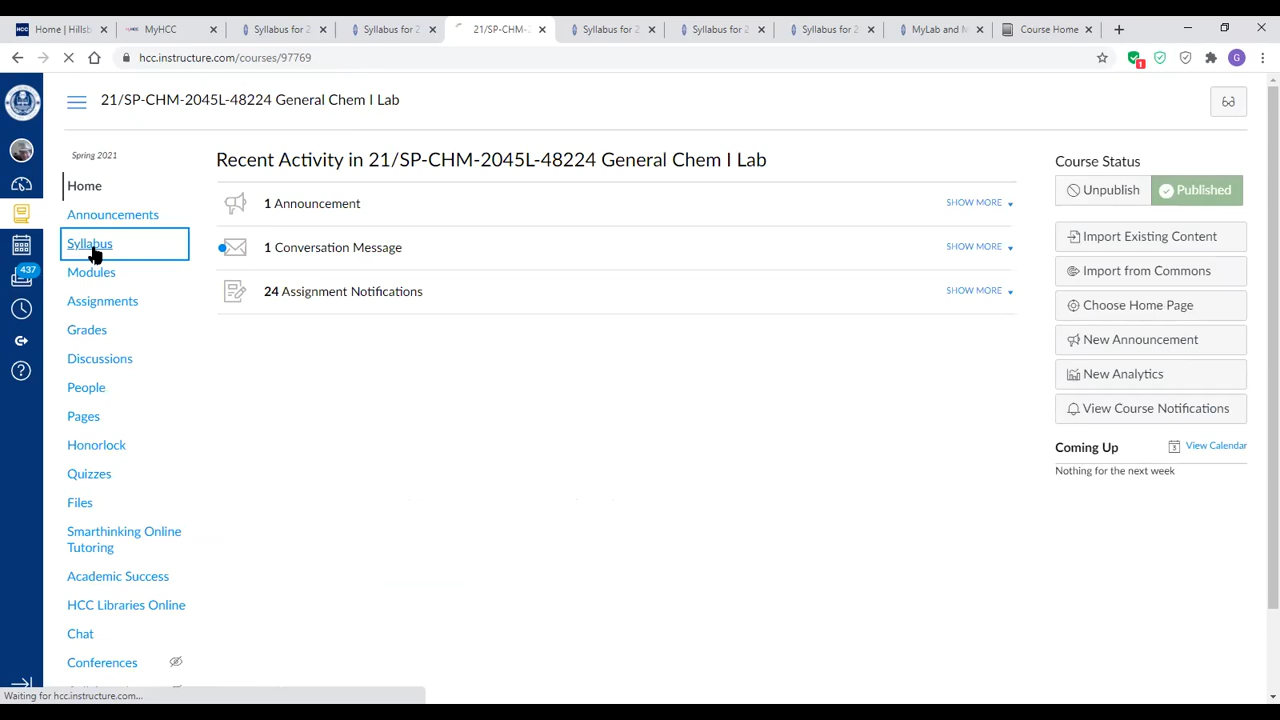 Home | Hillsb
MyHCC
Syllabus for 2
Syllabus for 2
21/SP-CHM-
Syllabus for 2
Syllabus for 2
Syllabus for 2
MyLab and M
Course Home
hcc.instructure.com/courses/97769
1
G
21/SP-CHM-2045L-48224 General Chem I Lab
Spring 2021
Home
Announcements
Syllabus
Modules
Assignments
Grades
Discussions
People
Pages
Honorlock
Quizzes
Files
Smarthinking Online
Tutoring
Academic Success
HCC Libraries Online
Chat
Conferences
437
Recent Activity in 21/SP-CHM-2045L-48224 General Chem I Lab
1 Announcement SHOW MORE
1 Conversation Message SHOW MORE
24 Assignment Notifications SHOW MORE
Course Status
Unpublish Published
Import Existing Content
Import from Commons
Choose Home Page
New Announcement
New Analytics
View Course Notifications
Coming Up View Calendar
Nothing for the next week
Waiting for hcc.instructure.com...